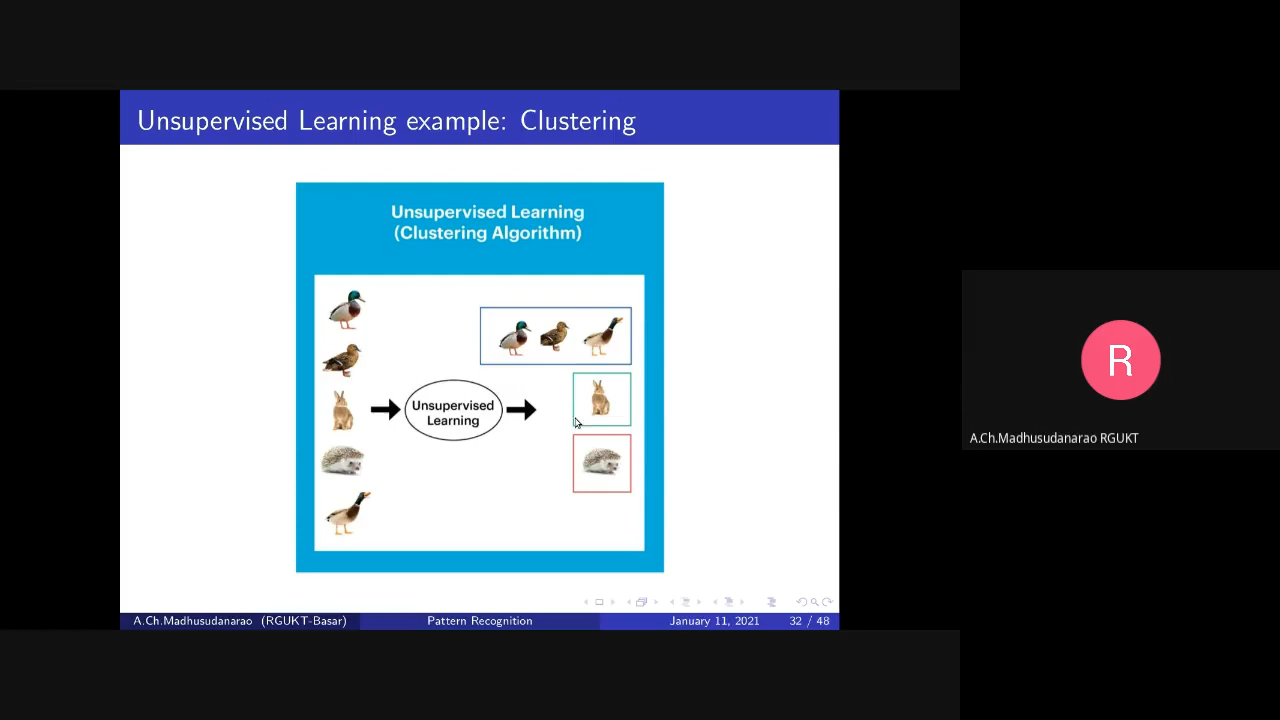 Unsupervised Learning example: Clustering
Unsupervised Learning
(Clustering Algorithm)
Unsupervised
Learning
R
A.Ch.Madhusudanarao RGUKT
A.Ch.Madhusudanarao (RGUKT-Basar) Pattern Recognition January 11, 2021 32 / 48